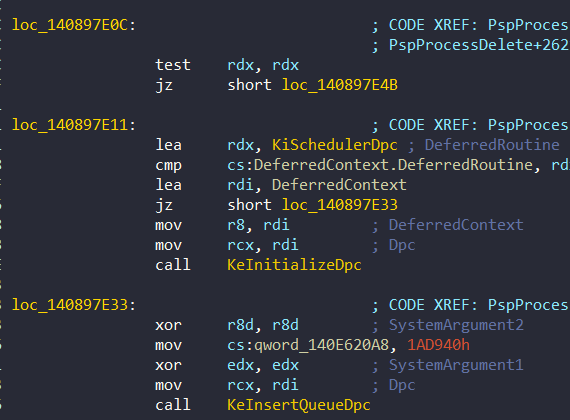 loc_140897E0C: ; CODE XREF: PspProces
; PspProcessDelete+262
test rdx, rdx
jz short loc_140897E4B
loc_140897E11: ; CODE XREF: PspProces
lea rdx, KiSchedulerDpc ; DeferredRoutine
cmp cs:DeferredContext.DeferredRoutine, rd
lea rdi, DeferredContext
jz short loc_140897E33
mov r8, rdi ; DeferredContext
mov rcx, rdi ; Dpc
call KeInitializeDpc
loc_140897E33: ; CODE XREF: PspProces
xor r8d, r8d ; SystemArgument2
mov cs:qword_140E620A8, 1AD940h
xor edx, edx ; SystemArgument1
mov rcx, rdi ; Dpc
call KeInsertQueueDpc